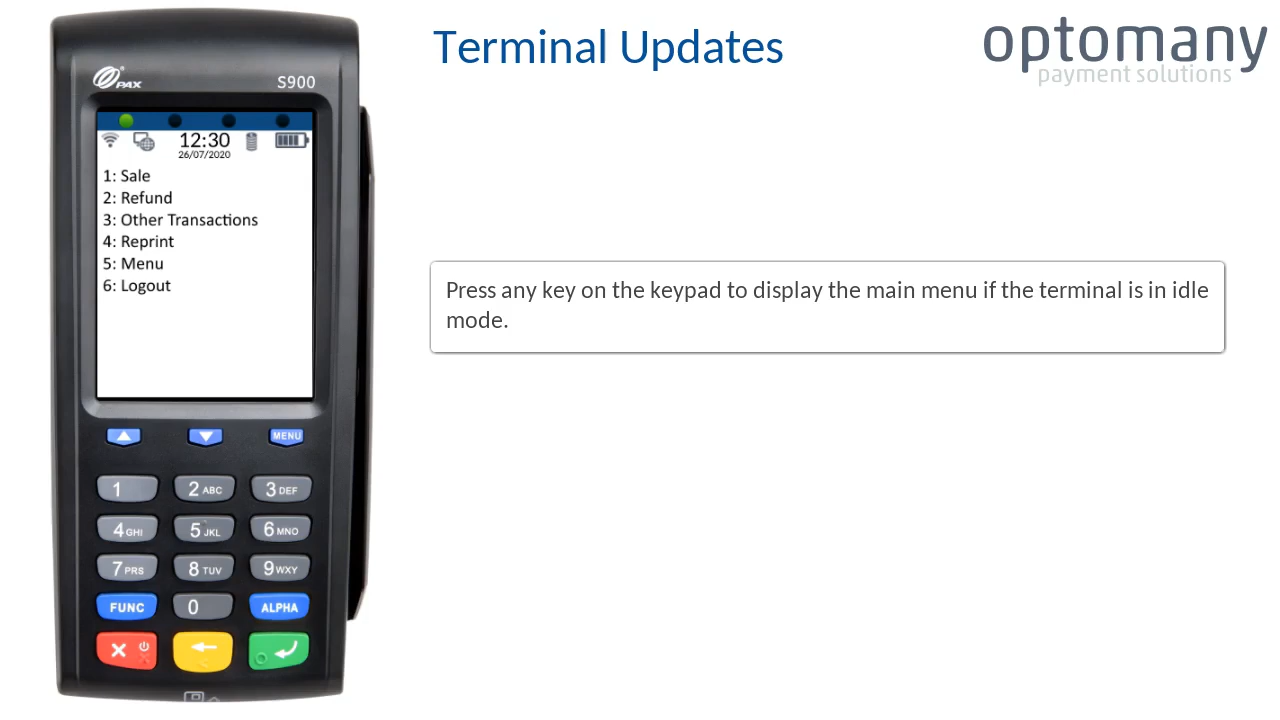 Terminal Updates
optomany
payment solutions
PAX
S900
12:30
26/07/2020
1: Sale
2: Refund
3: Other Transactions
4: Reprint
5: Menu
6: Logout
Press any key on the keypad to display the main menu if the terminal is in idle
mode.
MENU
1 2 ABC 3 DEF
4 GHI 5 JKL 6 MNO
7 PRS 8 TUV 9 WXY
FUNC 0 ALPHA